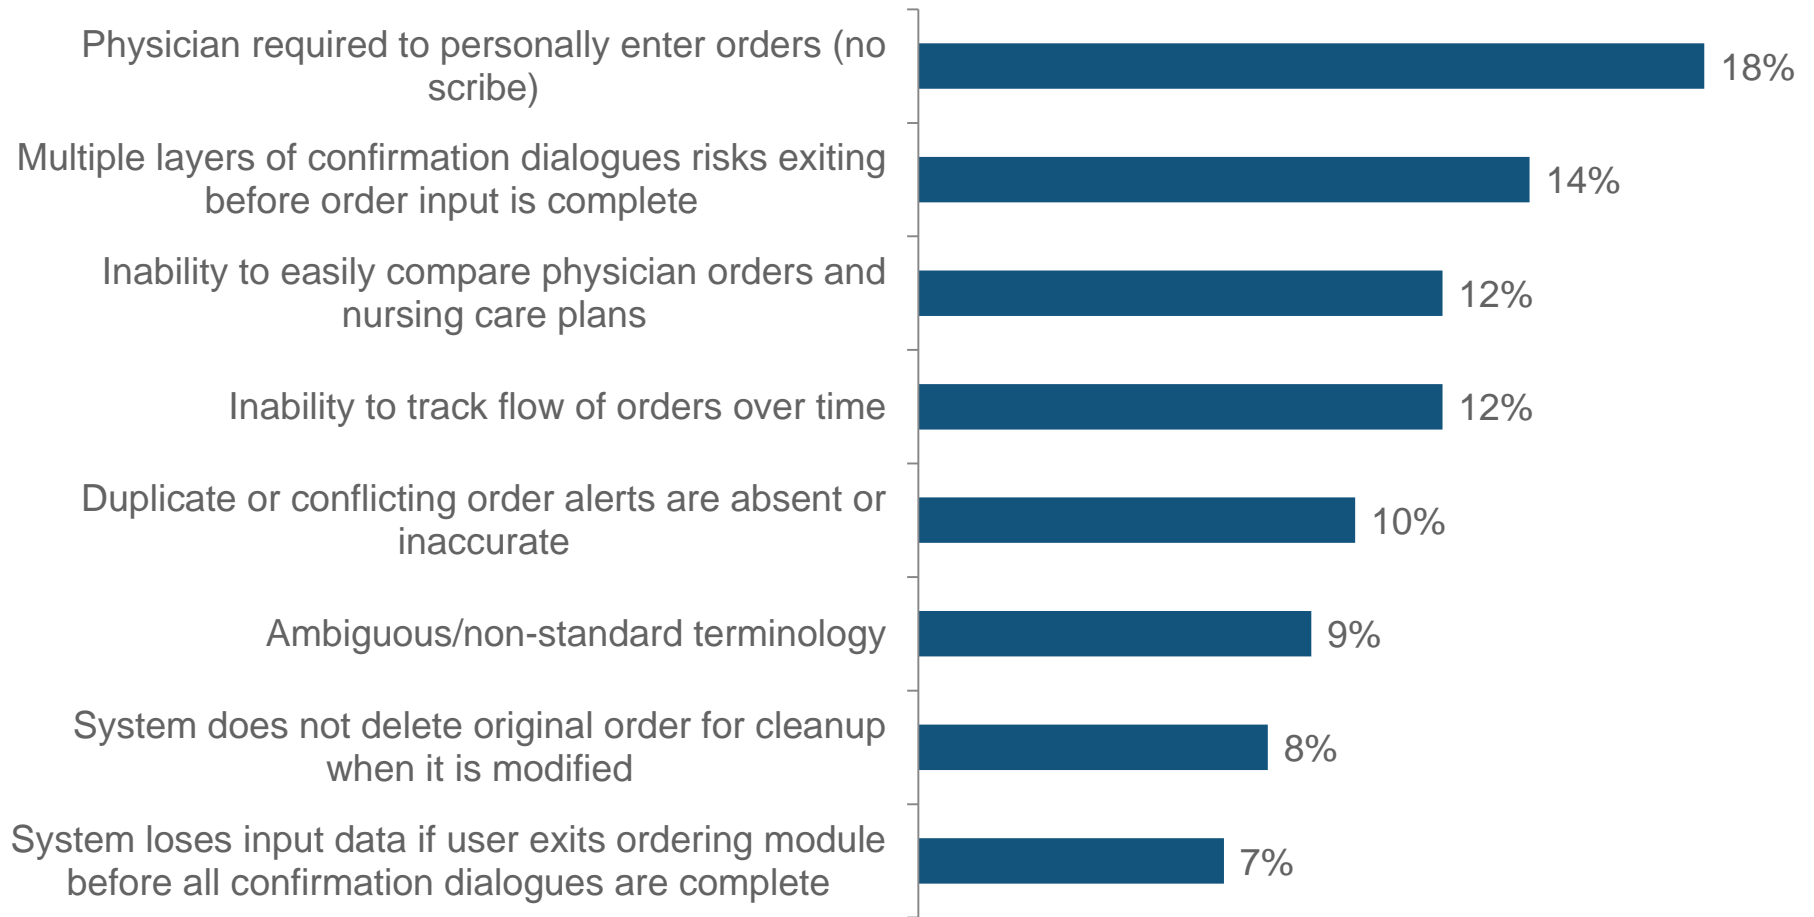 Physician required to personally enter orders (no
scribe)
18%
Multiple layers of confirmation dialogues risks exiting
before order input is complete
14%
Inability to easily compare physician orders and
nursing care plans
12%
Inability to track flow of orders over time
12%
Duplicate or conflicting order alerts are absent or
inaccurate
10%
Ambiguous/non-standard terminology
9%
System does not delete original order for cleanup
when it is modified
8%
System loses input data if user exits ordering module
before all confirmation dialogues are complete
7%